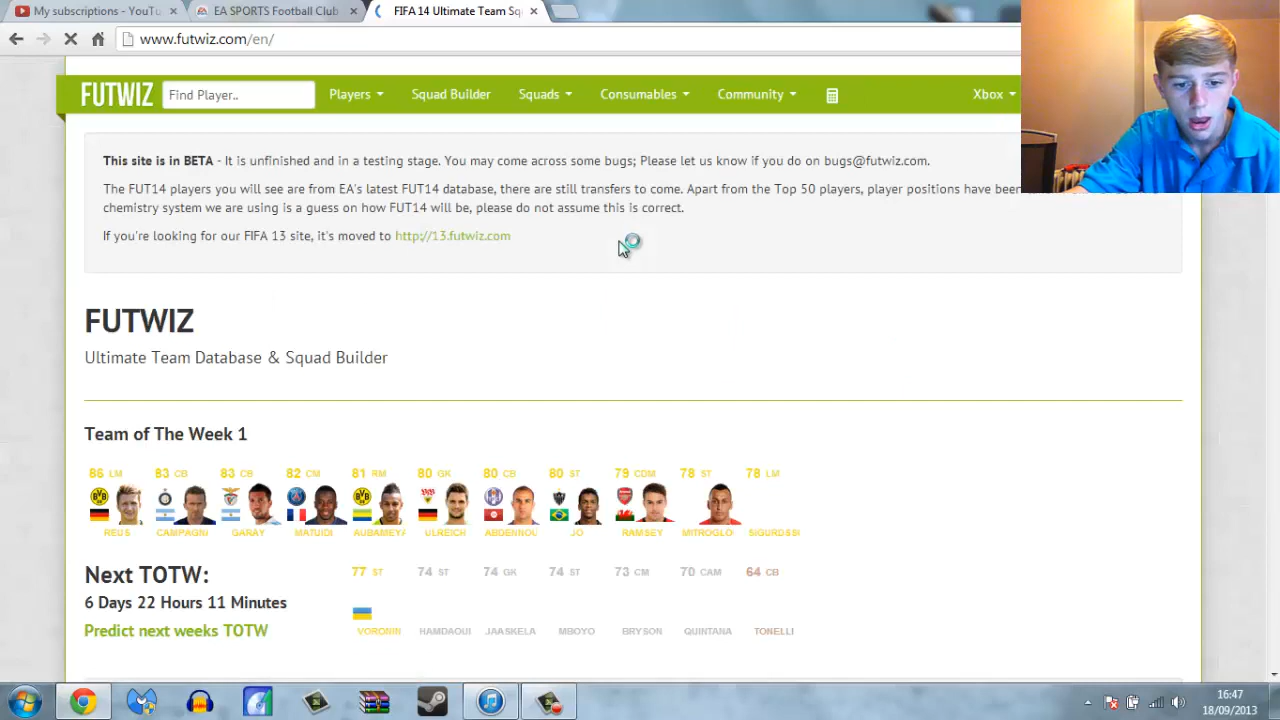 My subscriptions - YouTu
EA SPORTS Football Club
FIFA 14 Ultimate Team Sq
www.futwiz.com/en/
FUTWIZ
Find Player..
Players
Squad Builder
Squads
Consumables
Community
Xbox
This site is in BETA - It is unfinished and in a testing stage. You may come across some bugs; Please let us know if you do on bugs@futwiz.com.
The FUT14 players you will see are from EA's latest FUT14 database, there are still transfers to come. Apart from the Top 50 players, player positions have been
chemistry system we are using is a guess on how FUT14 will be, please do not assume this is correct.
If you're looking for our FIFA 13 site, it's moved to http://13.futwiz.com
FUTWIZ
Ultimate Team Database & Squad Builder
Team of The Week 1
86 LM 83 CB 83 CB 82 CM 81 RM 80 GK 80 CB 80 ST 79 CDM 78 ST 78 LM
REUS CAMPAGN GARAY MATUIDI AUBAMEYA ULREICH ABDENNOU JO RAMSEY MITROGLO SIGURDSS
Next TOTW:
77 ST 74 ST 74 GK 74 ST 73 CM 70 CAM 64 CB
6 Days 22 Hours 11 Minutes
Predict next weeks TOTW
VORONIN HAMDAOUI JAASKELA MBOYO BRYSON QUINTANA TONELLI
16:47
18/09/2013